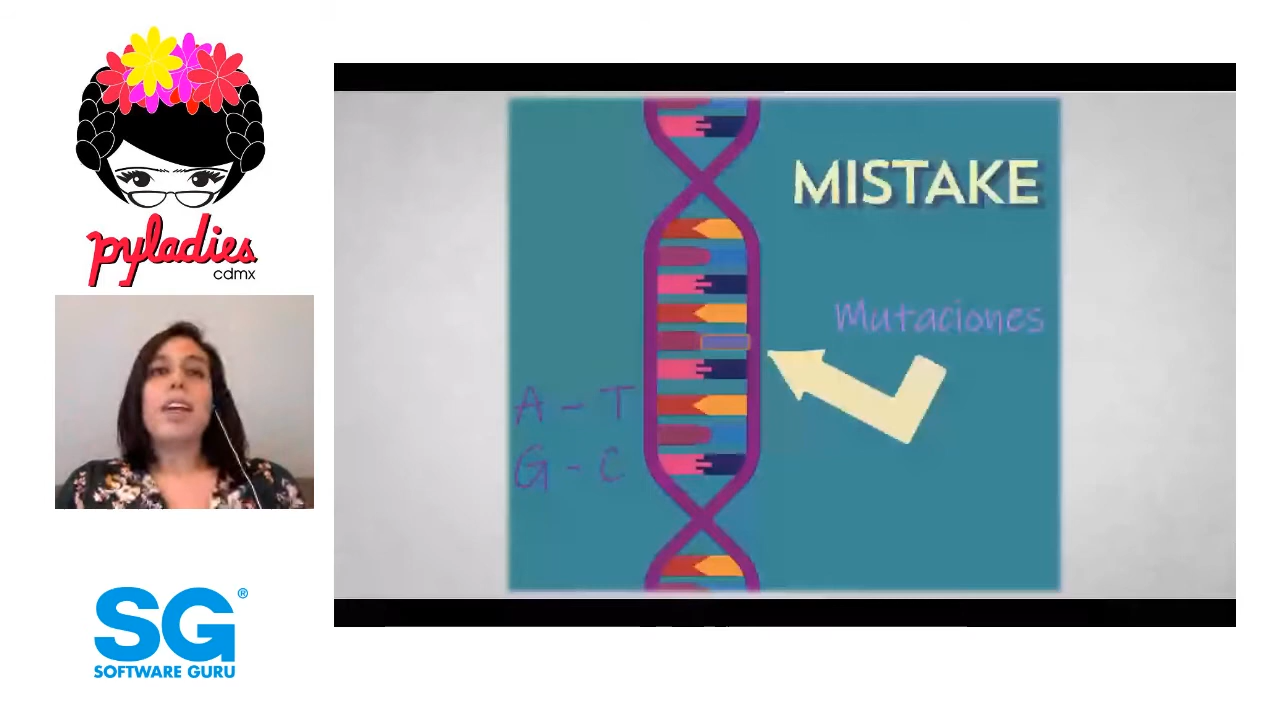 pyladies
cdmx
SG®
SOFTWARE GURU
MISTAKE
Mutaciones
A - T
G - C